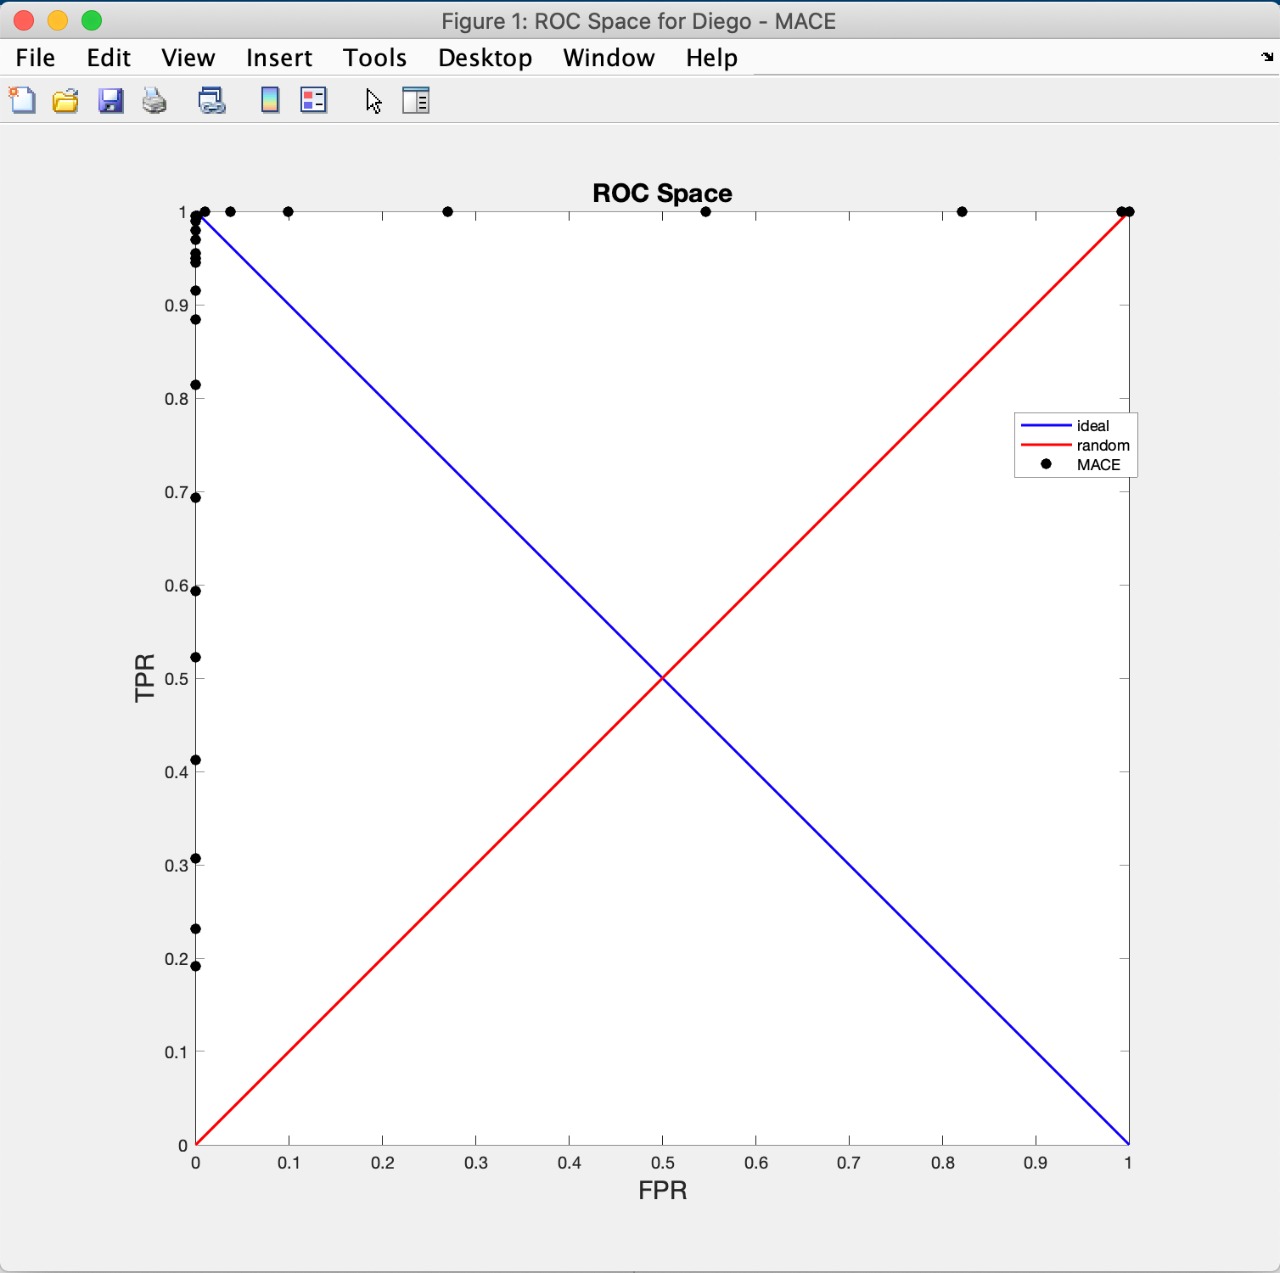 Figure 1: ROC Space for Diego - MACE
File Edit View Insert Tools Desktop Window Help
ROC Space
1
0.9
0.8
0.7
0.6
0.5
0.4
0.3
0.2
0.1
0
TPR
ideal
random
MACE
0 0.1 0.2 0.3 0.4 0.5 0.6 0.7 0.8 0.9 1
FPR